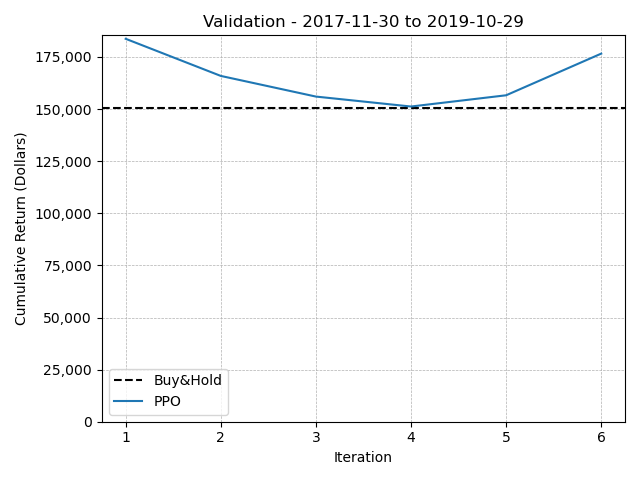 Validation - 2017-11-30 to 2019-10-29
Cumulative Return (Dollars)
175,000
150,000
125,000
100,000
75,000
50,000
25,000
0
Buy&Hold
PPO
1 2 3 4 5 6
Iteration